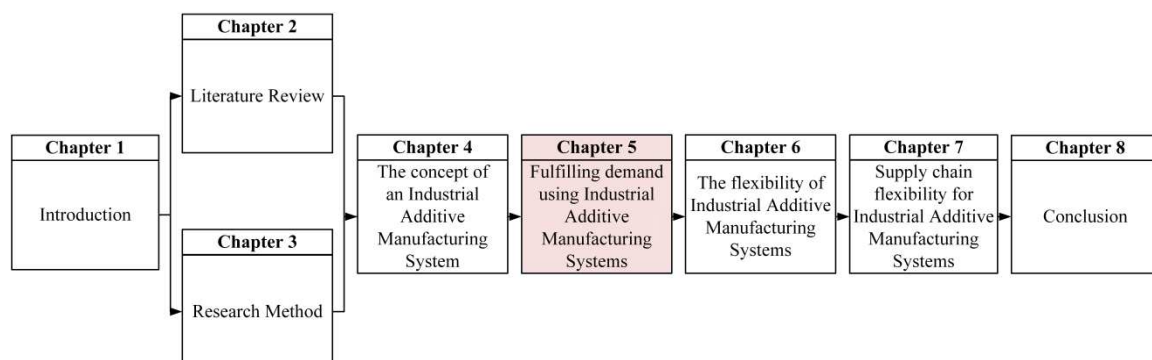 Chapter 1
Introduction
Chapter 2
Literature Review
Chapter 3
Research Method
Chapter 4
The concept of
an Industrial
Additive
Manufacturing
System
Chapter 5
Fulfilling demand
using Industrial
Additive
Manufacturing
Systems
Chapter 6
The flexibility of
Industrial Additive
Manufacturing
Systems
Chapter 7
Supply chain
flexibility for
Industrial Additive
Manufacturing
Systems
Chapter 8
Conclusion